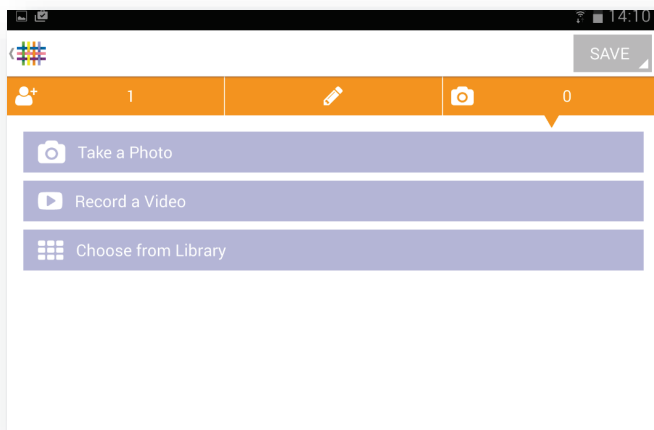 14:10
SAVE
1
0
Take a Photo
Record a Video
Choose from Library